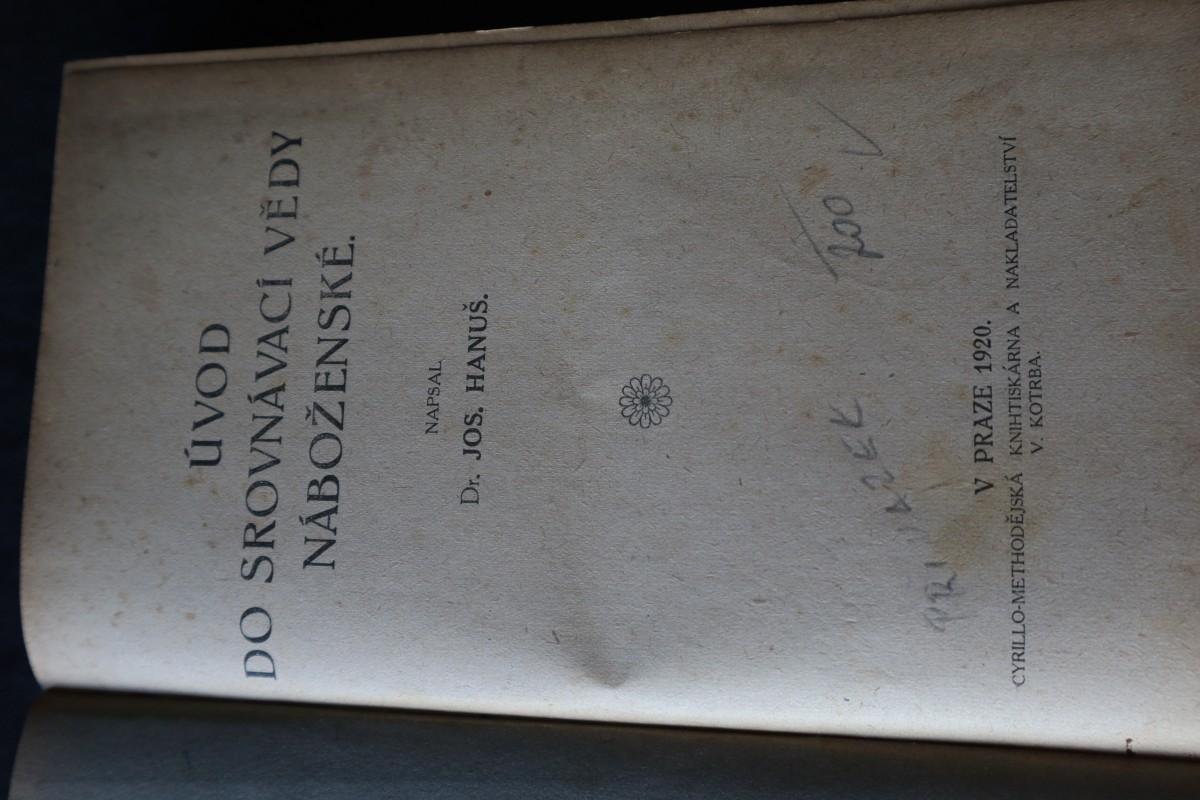 ÚVOD
DO SROVNÁVACÍ VĚDY
NÁBOŽENSKÉ.
NAPSAL
Dr. JOS. HANUŠ.
200
V PRAZE 1920.
CYRILLO-METHODĚJSKÁ KNIHTISKÁRNA A NAKLADATELSTVÍ
V. KOTRBA.